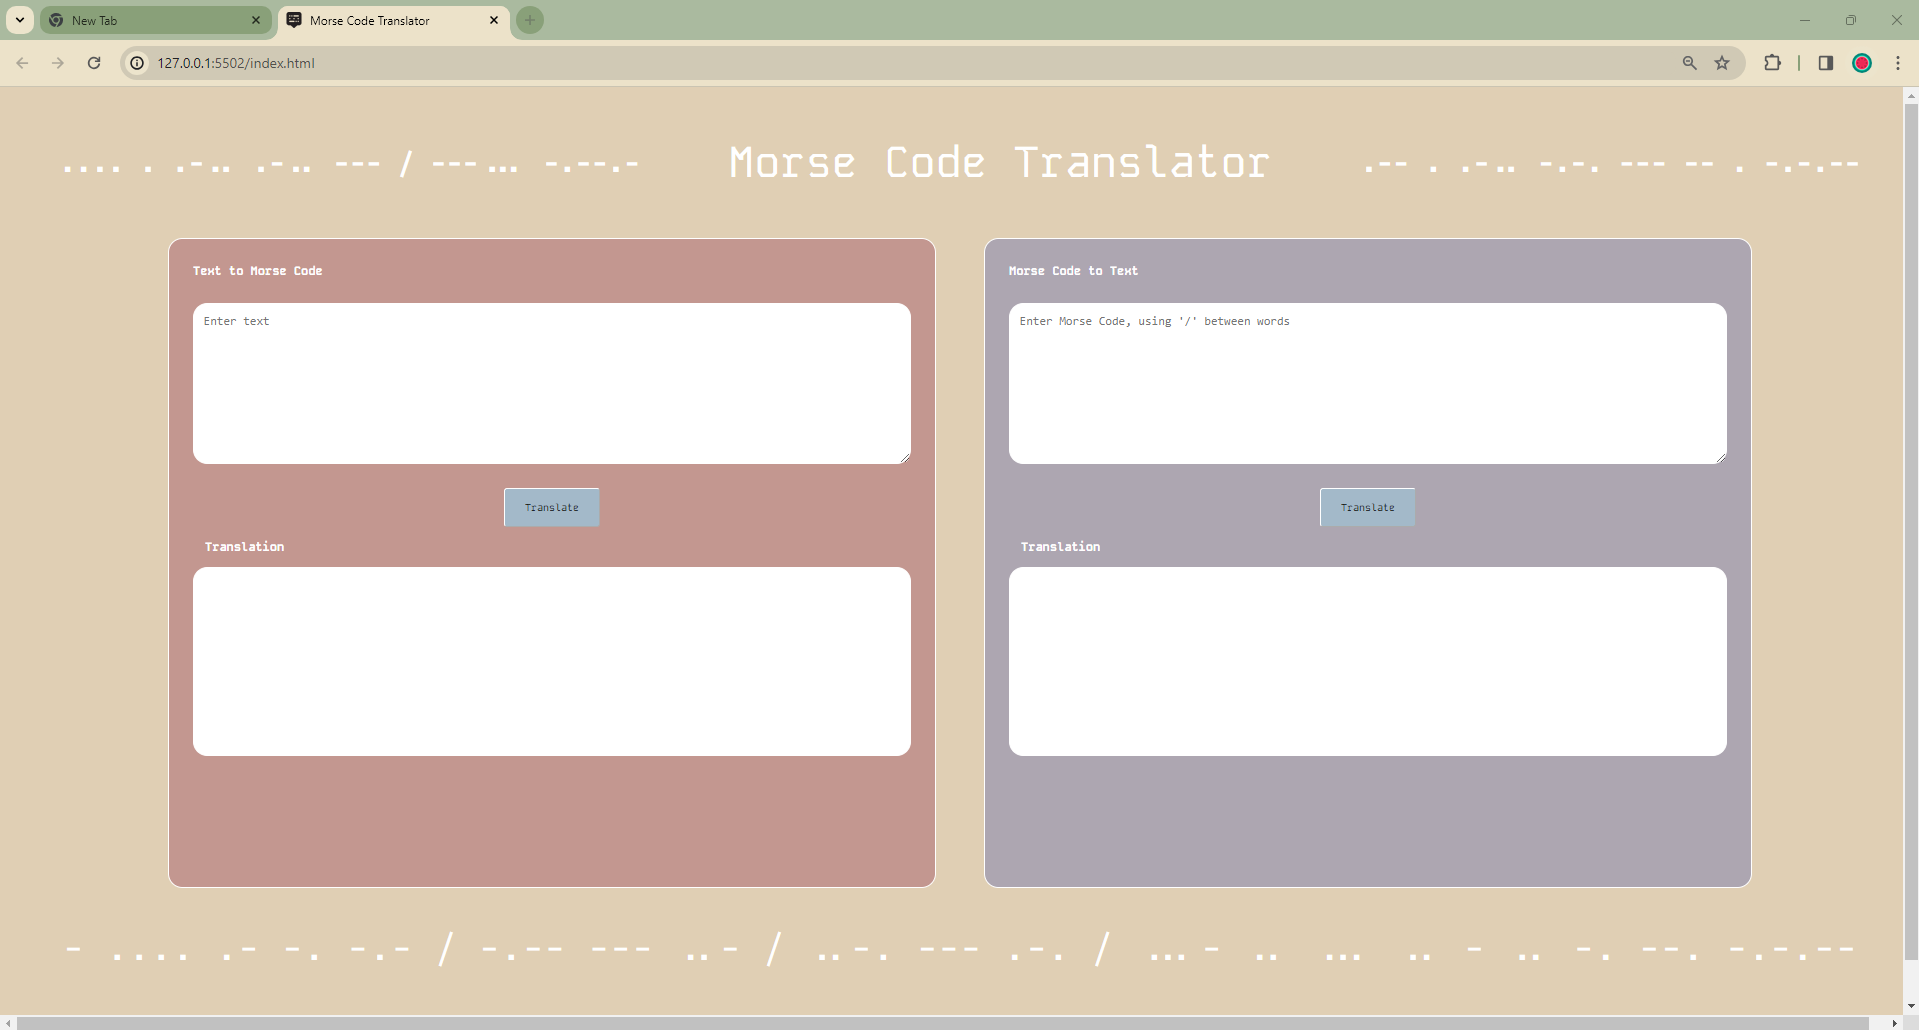 New Tab
Morse Code Translator
127.0.0.1:5502/index.html
.... . .-.. .-.. --- / ---... -.--.- Morse Code Translator .-- . .-.. -.-. --- -- . -.-.--
Text to Morse Code
Enter text
Translate
Translation
Morse Code to Text
Enter Morse Code, using '/' between words
Translate
Translation
- .... .- -. -.- / -.-- --- ..- / ..-. --- .-. / ...- .. ... .. - .. -. --. -.-.--